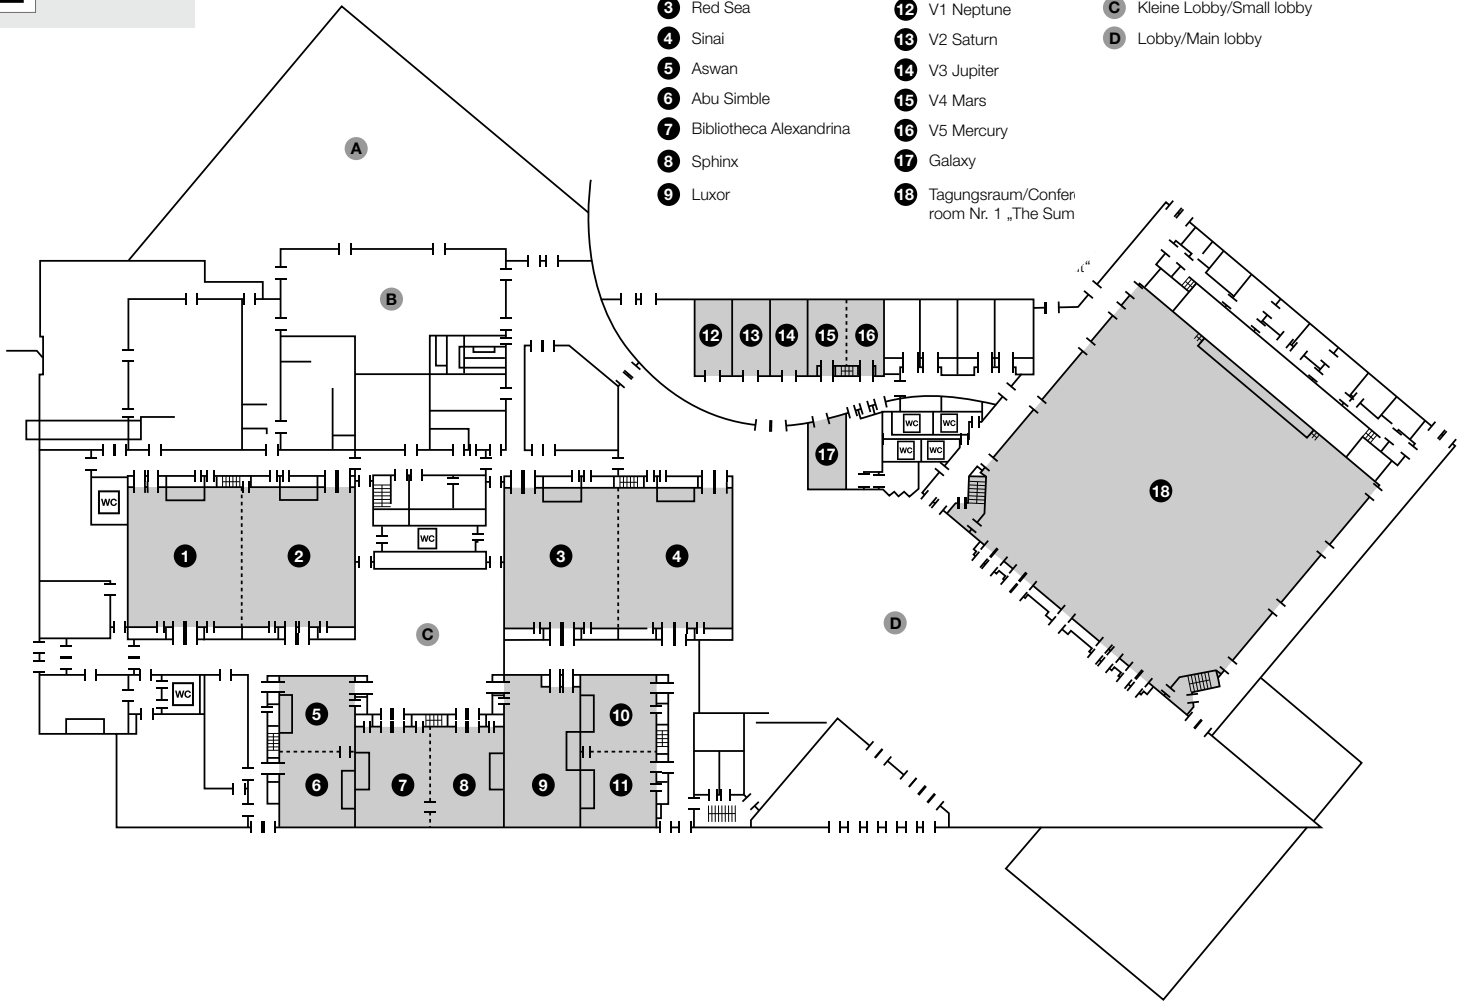 3 Red Sea
4 Sinai
5 Aswan
6 Abu Simble
7 Bibliotheca Alexandrina
8 Sphinx
9 Luxor
12 V1 Neptune
13 V2 Saturn
14 V3 Jupiter
15 V4 Mars
16 V5 Mercury
17 Galaxy
18 Tagungsraum/Confer
room Nr. 1 „The Sum
C Kleine Lobby/Small lobby
D Lobby/Main lobby
A
B
12
13
14
15
16
WC
WC
WC
WC
17
18
WC
WC
1
2
3
4
C
D
WC
5
10
6
7
8
9
11